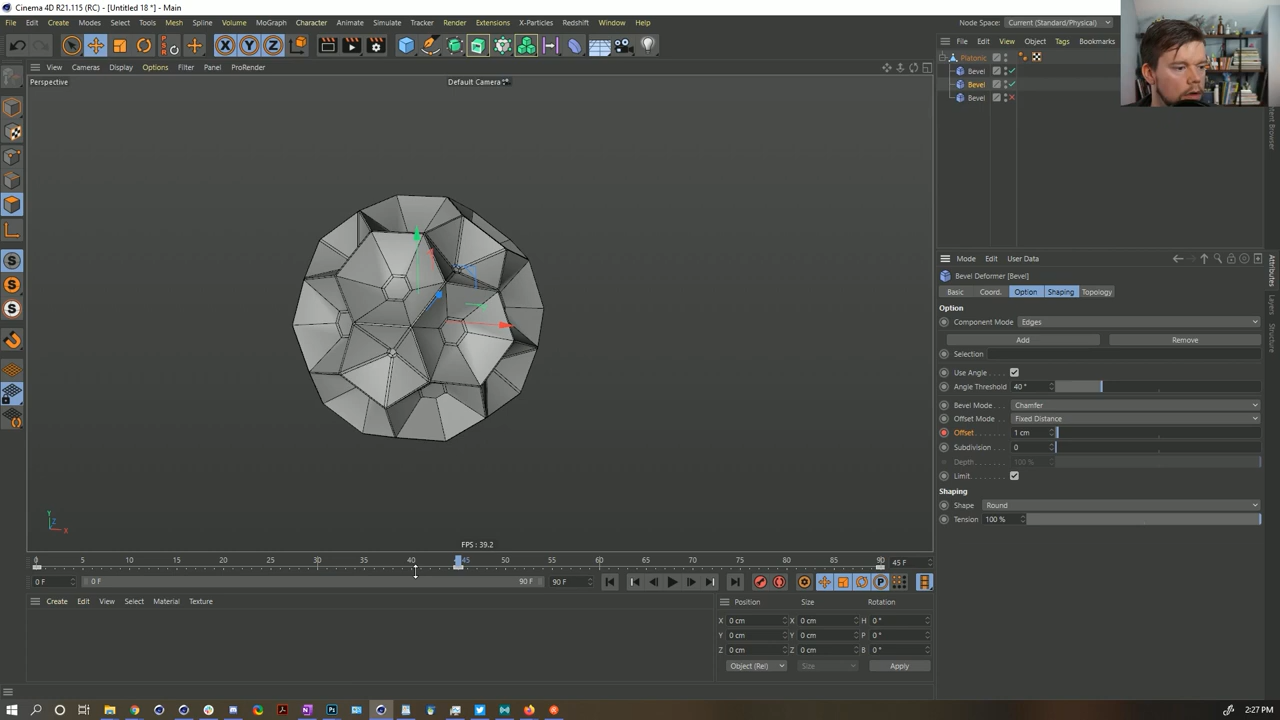 Cinema 4D R21.115 (RC) - [Untitled 18 *] - Main
File Edit Create Modes Select Tools Mesh Spline Volume MoGraph Character Animate Simulate Tracker Render Extensions X-Particles Redshift Window Help
Node Space: Current (Standard/Physical)
File Edit View Object Tags Bookmarks
View Cameras Display Options Filter Panel ProRender
Perspective
Default Camera
Platonic
Bevel
Bevel
Bevel
Content Browser
Mode Edit User Data
Bevel Deformer [Bevel]
Basic Coord. Option Shaping Topology
Option
Component Mode Edges
Add Remove
Selection
Use Angle . . . .
Angle Threshold 40 °
Bevel Mode . . . Chamfer
Offset Mode . . . Fixed Distance
Offset. . . . . . . 1 cm
Subdivision . . . 0
Depth. . . . . . . 100 %
Limit. . . . . . . .
Shaping
Shape Round
Tension 100 %
Attributes
Layers
Structure
Y
Z
X
FPS : 39.2
0 5 10 15 20 25 30 35 40 45 50 55 60 65 70 75 80 85 90
45 F
0 F 0 F 90 F 90 F
Create Edit View Select Material Texture
Position Size Rotation
X 0 cm X 0 cm H 0 °
Y 0 cm Y 0 cm P 0 °
Z 0 cm Z 0 cm B 0 °
Object (Rel) Size Apply
2:27 PM